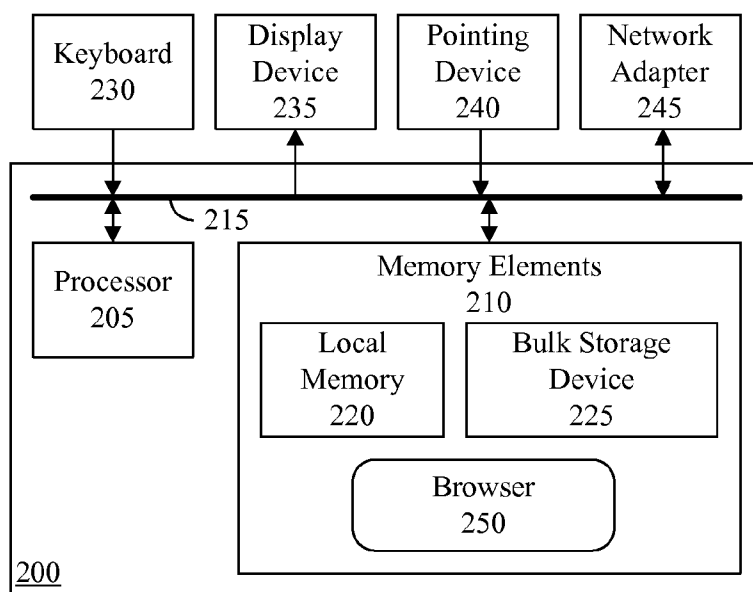 Keyboard
230
Display
Device
235
Pointing
Device
240
Network
Adapter
245
215
Processor
205
Memory Elements
210
Local
Memory
220
Bulk Storage
Device
225
Browser
250
200